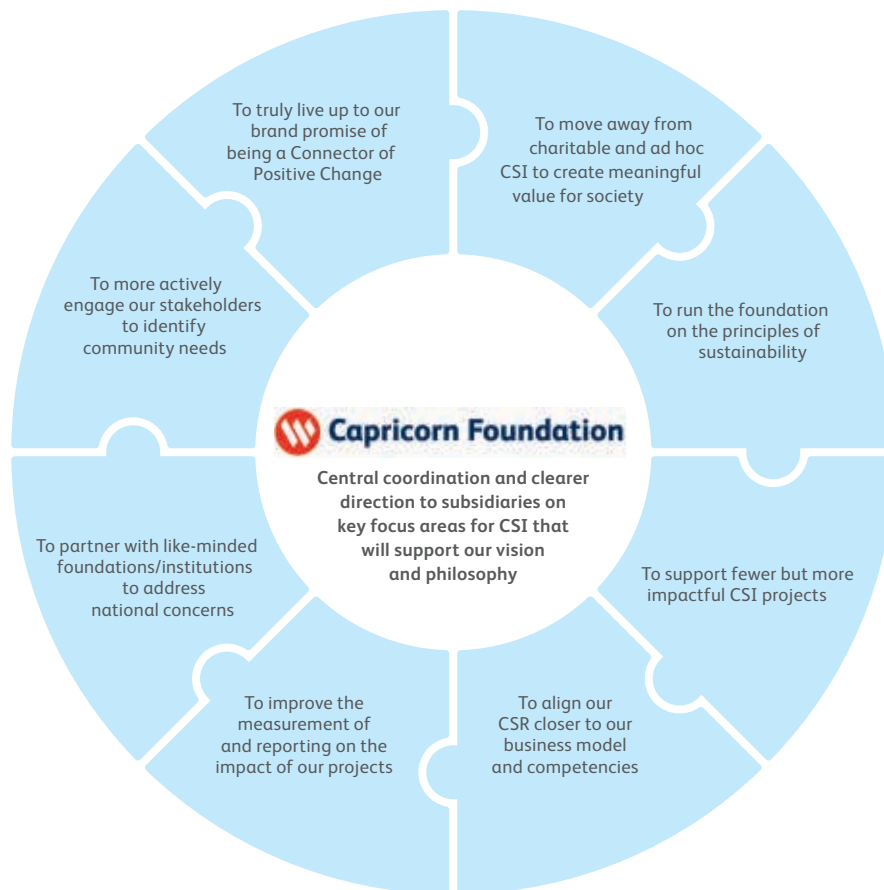 To truly live up to our
brand promise of
being a Connector of
Positive Change
To move away from
charitable and ad hoc
CSI to create meaningful
value for society
To run the foundation
on the principles of
sustainability
To support fewer but more
impactful CSI projects
To align our
CSR closer to our
business model
and competencies
To improve the
measurement of
and reporting on the
impact of our projects
To partner with like-minded
foundations/institutions
to address
national concerns
To more actively
engage our stakeholders
to identify
community needs
Capricorn Foundation
Central coordination and clearer
direction to subsidiaries on
key focus areas for CSI that
will support our vision
and philosophy